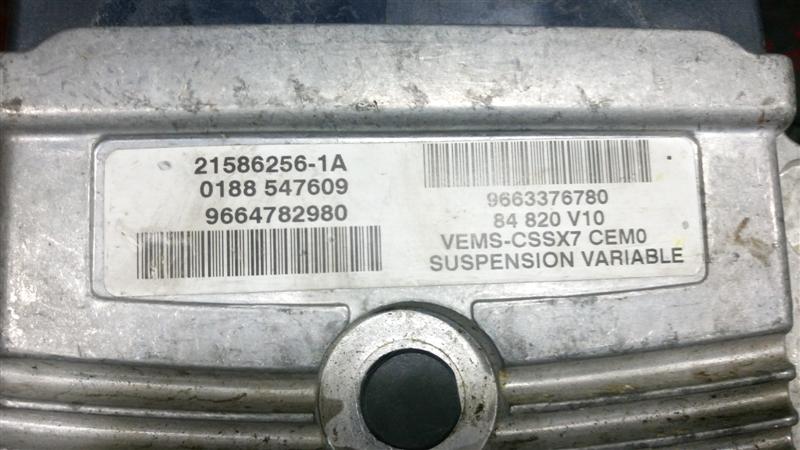 21586256-1A
0188 547609
9664782980
9663376780
84 820 V10
VEMS-CSSX7 CEM0
SUSPENSION VARIABLE